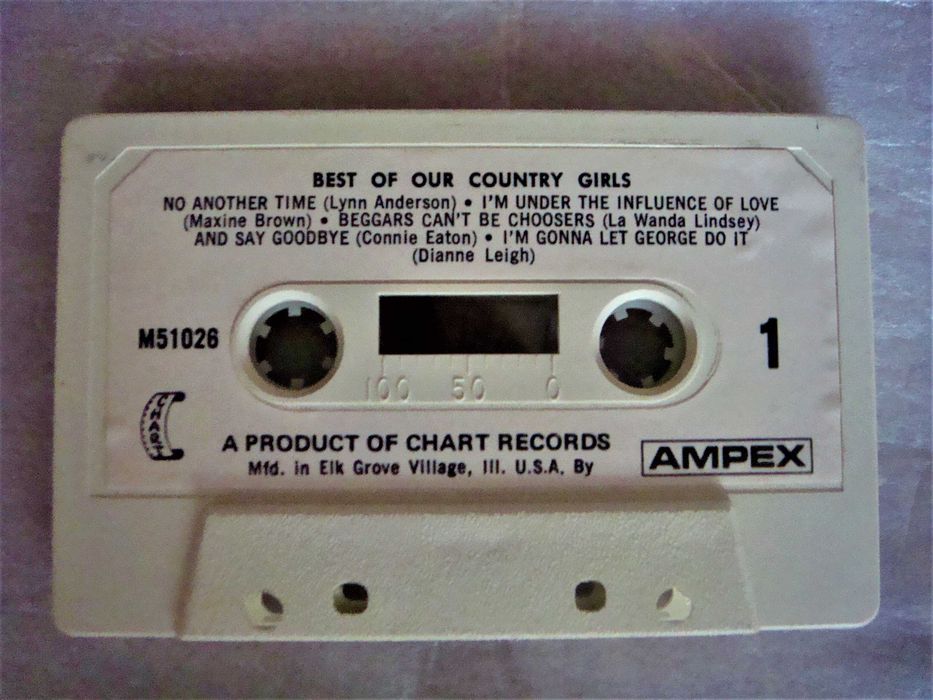 BEST OF OUR COUNTRY GIRLS
NO ANOTHER TIME (Lynn Anderson) • I'M UNDER THE INFLUENCE OF LOVE
(Maxine Brown) • BEGGARS CAN'T BE CHOOSERS (La Wanda Lindsey)
AND SAY GOODBYE (Connie Eaton) • I'M GONNA LET GEORGE DO IT
(Dianne Leigh)
M51026
1
100 50 0
CHART
A PRODUCT OF CHART RECORDS
Mfd. in Elk Grove Village, Ill. U.S.A. By
AMPEX